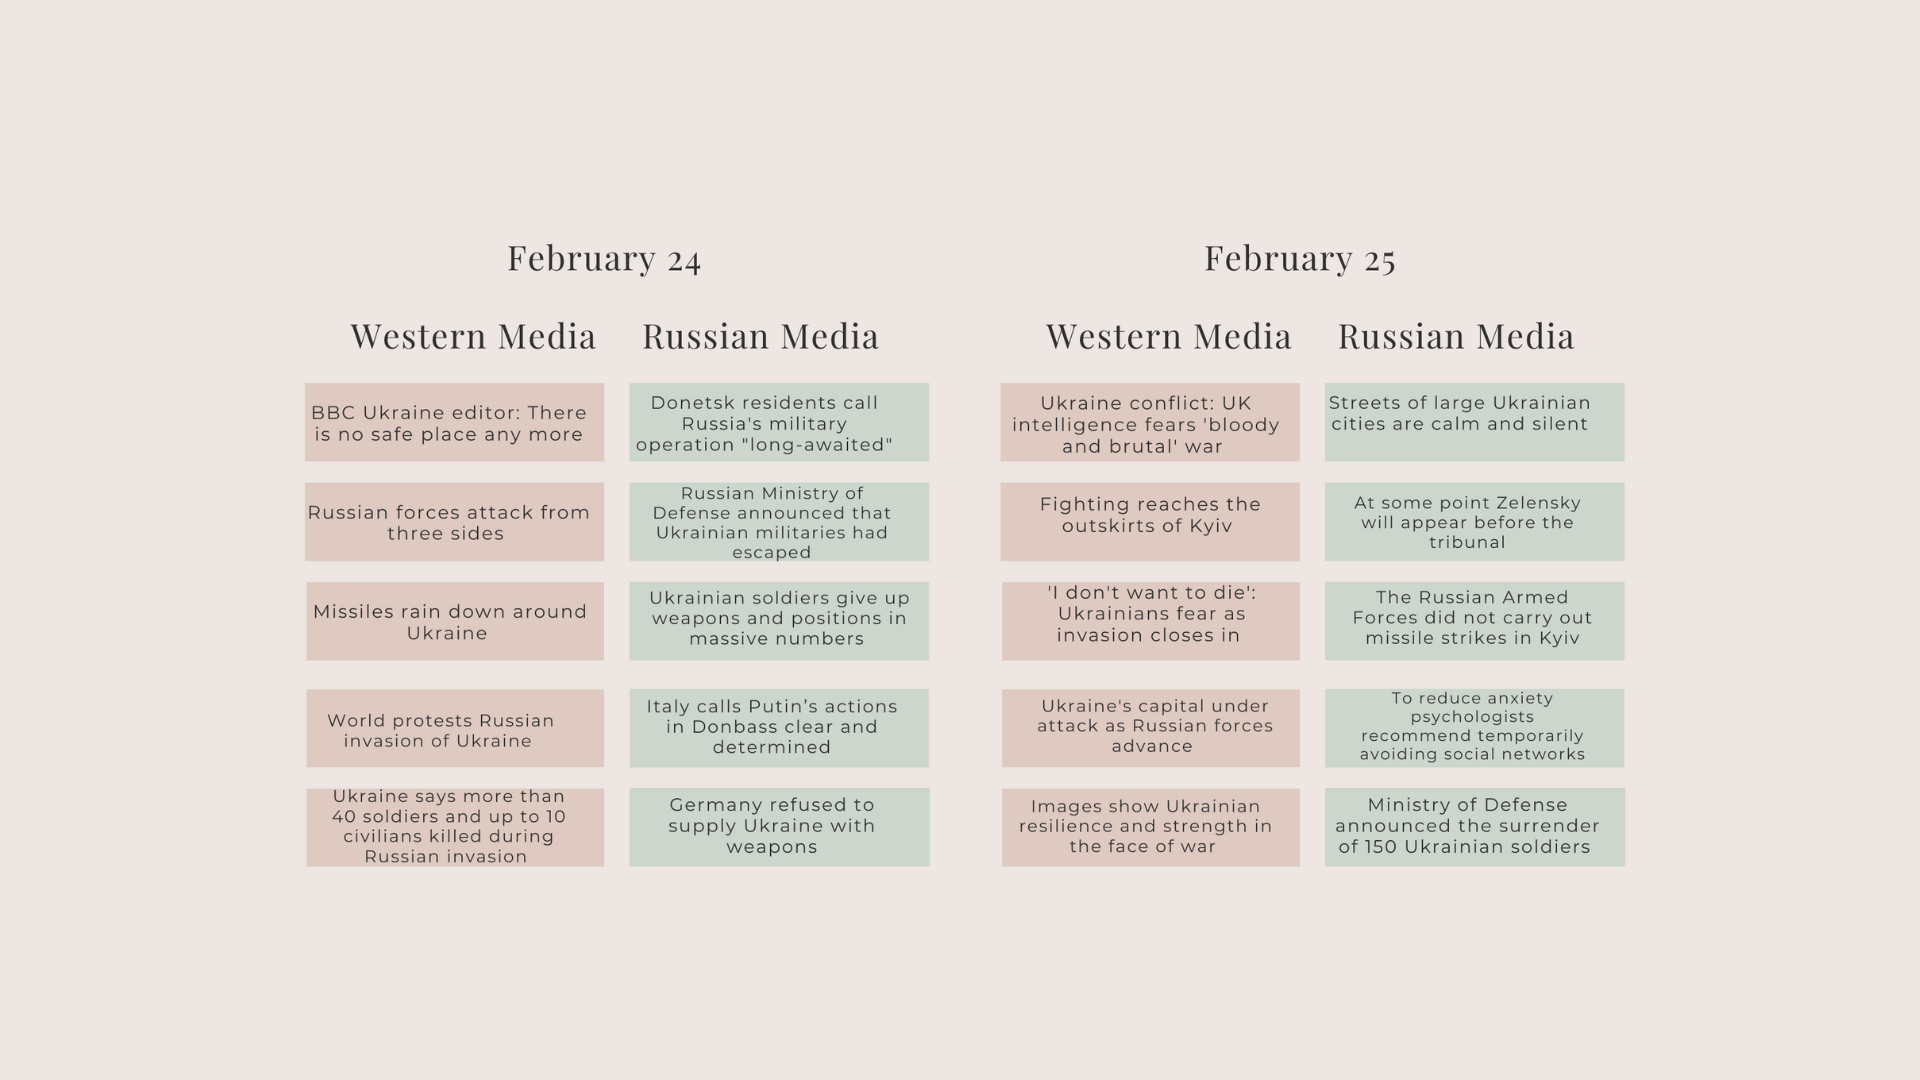 February 24
Western Media
BBC Ukraine editor: There
is no safe place any more
Russian forces attack from
three sides
Missiles rain down around
Ukraine
World protests Russian
invasion of Ukraine
Ukraine says more than
40 soldiers and up to 10
civilians killed during
Russian invasion
Russian Media
Donetsk residents call
Russia's military
operation "long-awaited"
Russian Ministry of
Defense announced that
Ukrainian militaries had
escaped
Ukrainian soldiers give up
weapons and positions in
massive numbers
Italy calls Putin’s actions
in Donbass clear and
determined
Germany refused to
supply Ukraine with
weapons
February 25
Western Media
Ukraine conflict: UK
intelligence fears 'bloody
and brutal' war
Fighting reaches the
outskirts of Kyiv
'I don't want to die':
Ukrainians fear as
invasion closes in
Ukraine's capital under
attack as Russian forces
advance
Images show Ukrainian
resilience and strength in
the face of war
Russian Media
Streets of large Ukrainian
cities are calm and silent
At some point Zelensky
will appear before the
tribunal
The Russian Armed
Forces did not carry out
missile strikes in Kyiv
To reduce anxiety
psychologists
recommend temporarily
avoiding social networks
Ministry of Defense
announced the surrender
of 150 Ukrainian soldiers